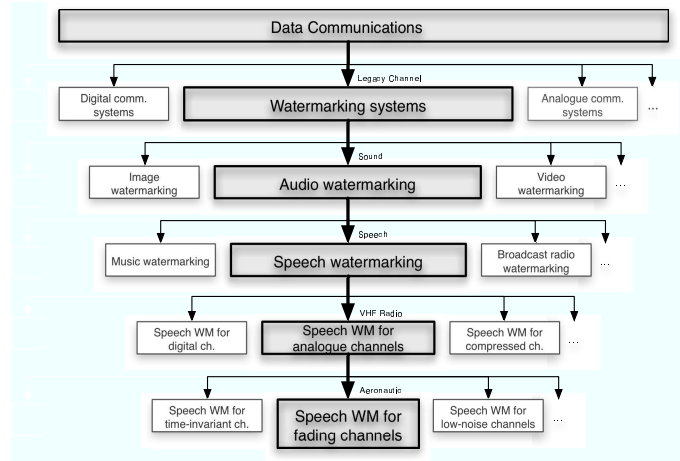 Data Communications
Legacy Channel
Digital comm.
systems
Watermarking systems
Analogue comm.
systems
...
Sound
Image
watermarking
Audio watermarking
Video
watermarking
...
Speech
Music watermarking
Speech watermarking
Broadcast radio
watermarking
...
VHF Radio
Speech WM for
digital ch.
Speech WM for
analogue channels
Speech WM for
compressed ch.
...
Aeronautic
Speech WM for
time-invariant ch.
Speech WM for
fading channels
Speech WM for
low-noise channels
...